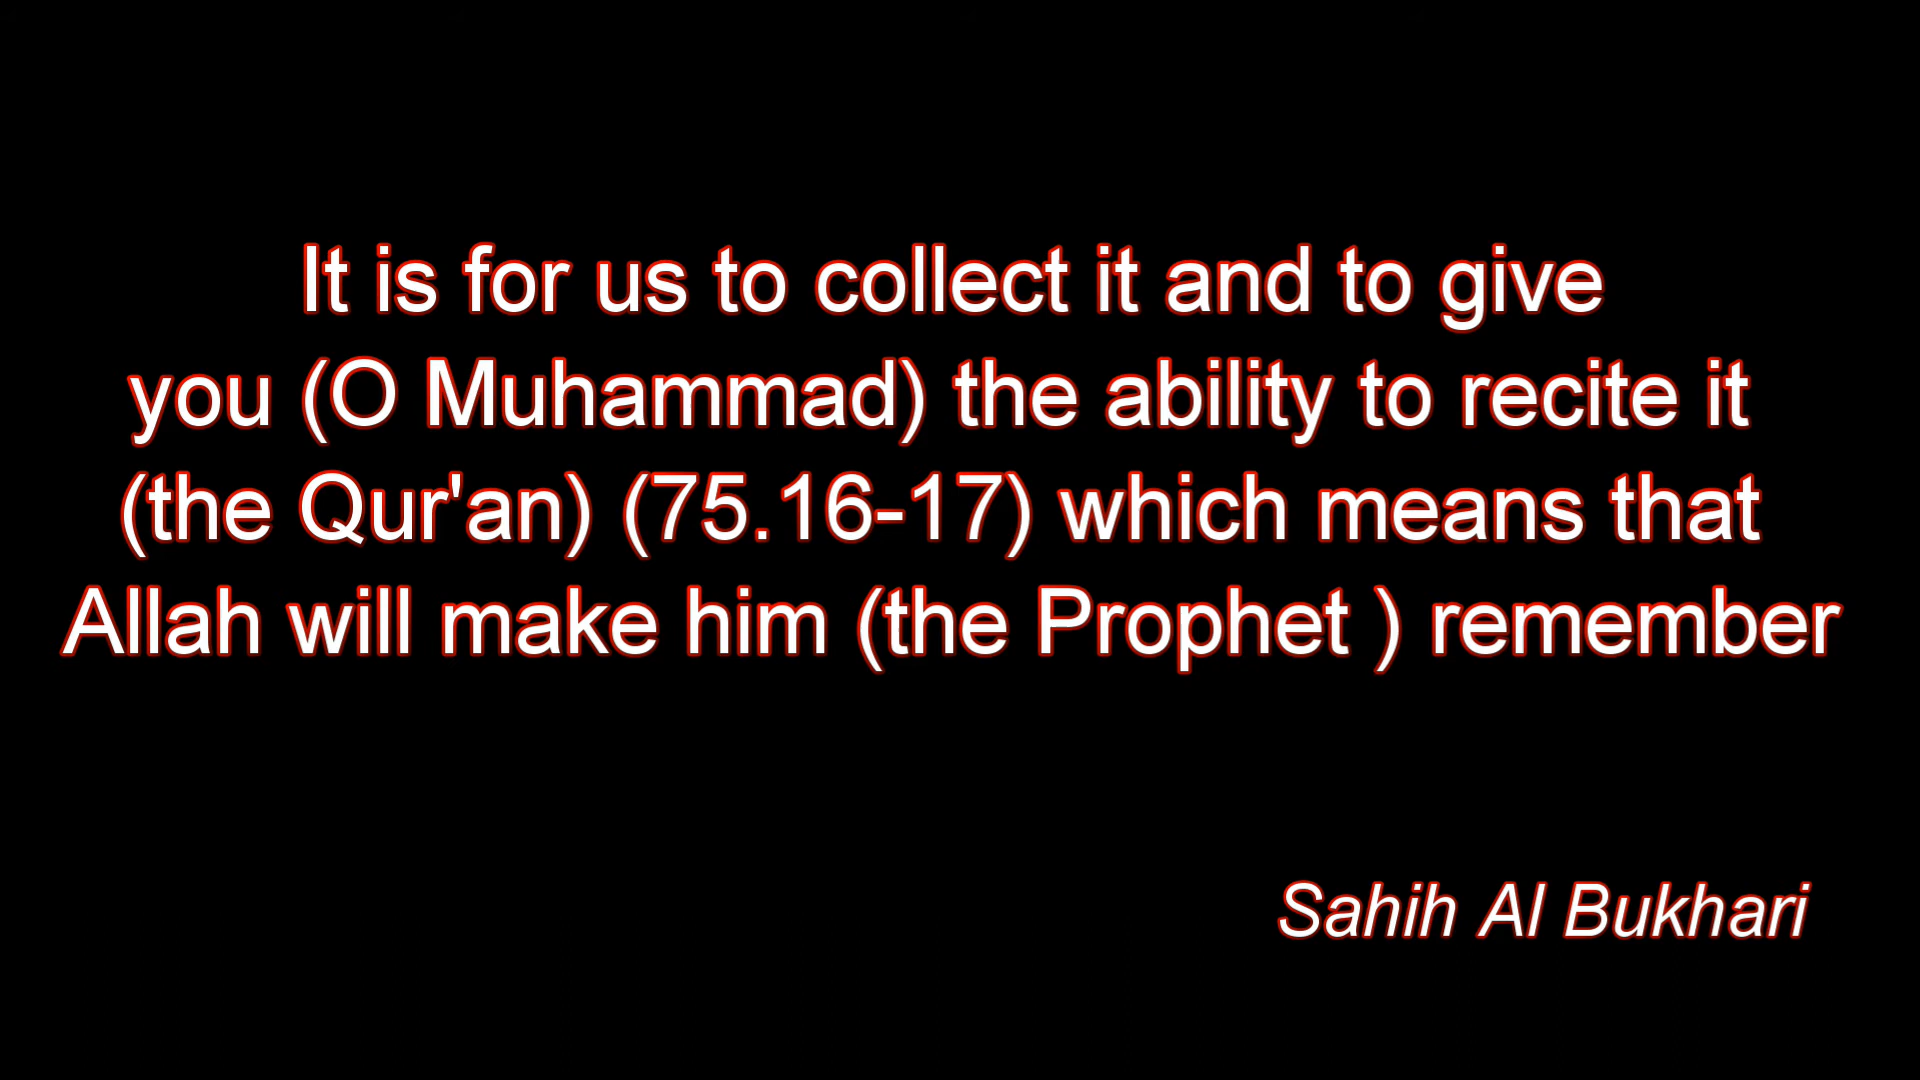 It is for us to collect it and to give
you (O Muhammad) the ability to recite it
(the Qur'an) (75.16-17) which means that
Allah will make him (the Prophet ) remember
Sahih Al Bukhari